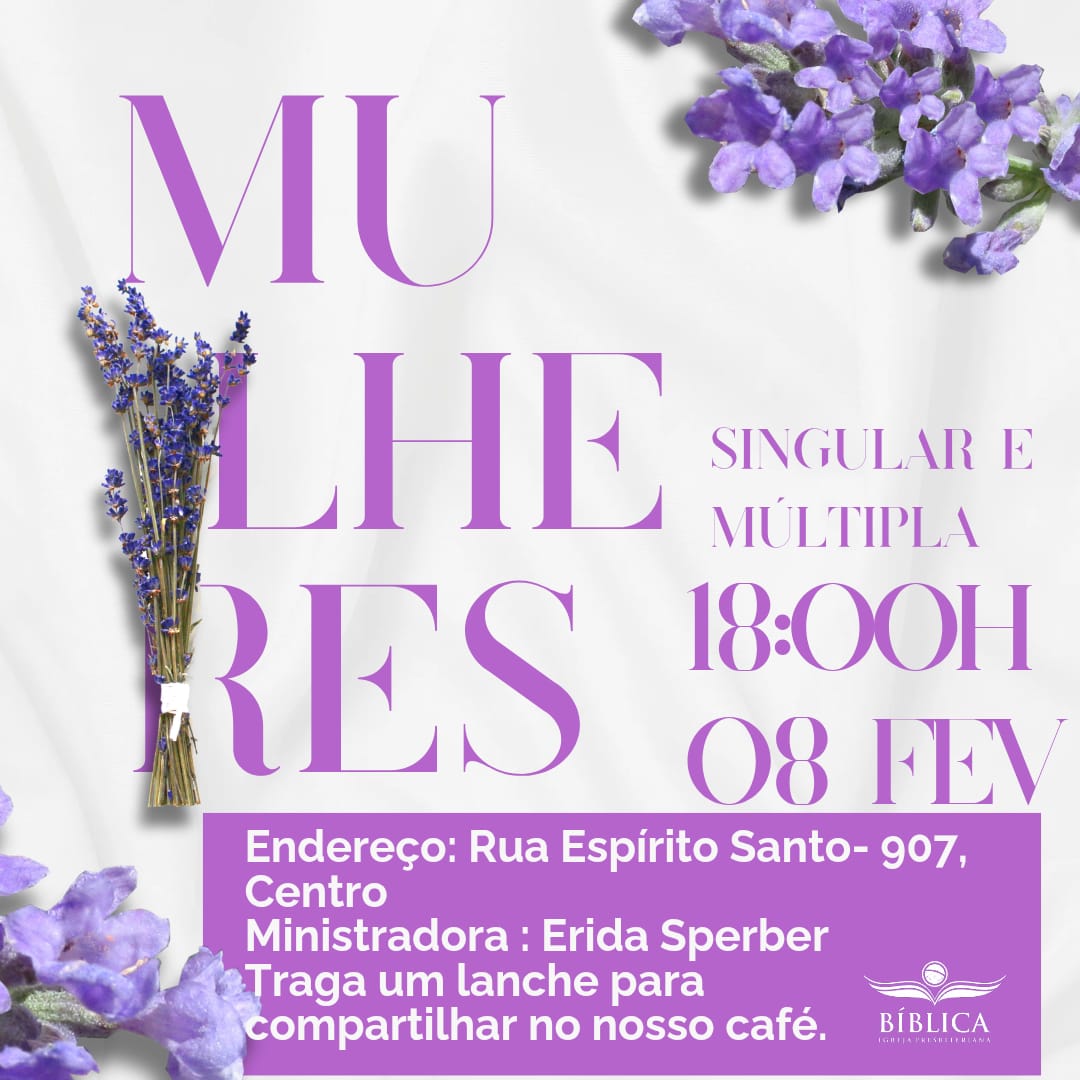 MU
LHE
RES
SINGULAR E
MÚLTIPLA
18:00H
08 FEV
Endereço: Rua Espírito Santo- 907,
Centro
Ministradora : Erida Sperber
Traga um lanche para
compartilhar no nosso café.
BÍBLICA
IGREJA PRESBITERIANA